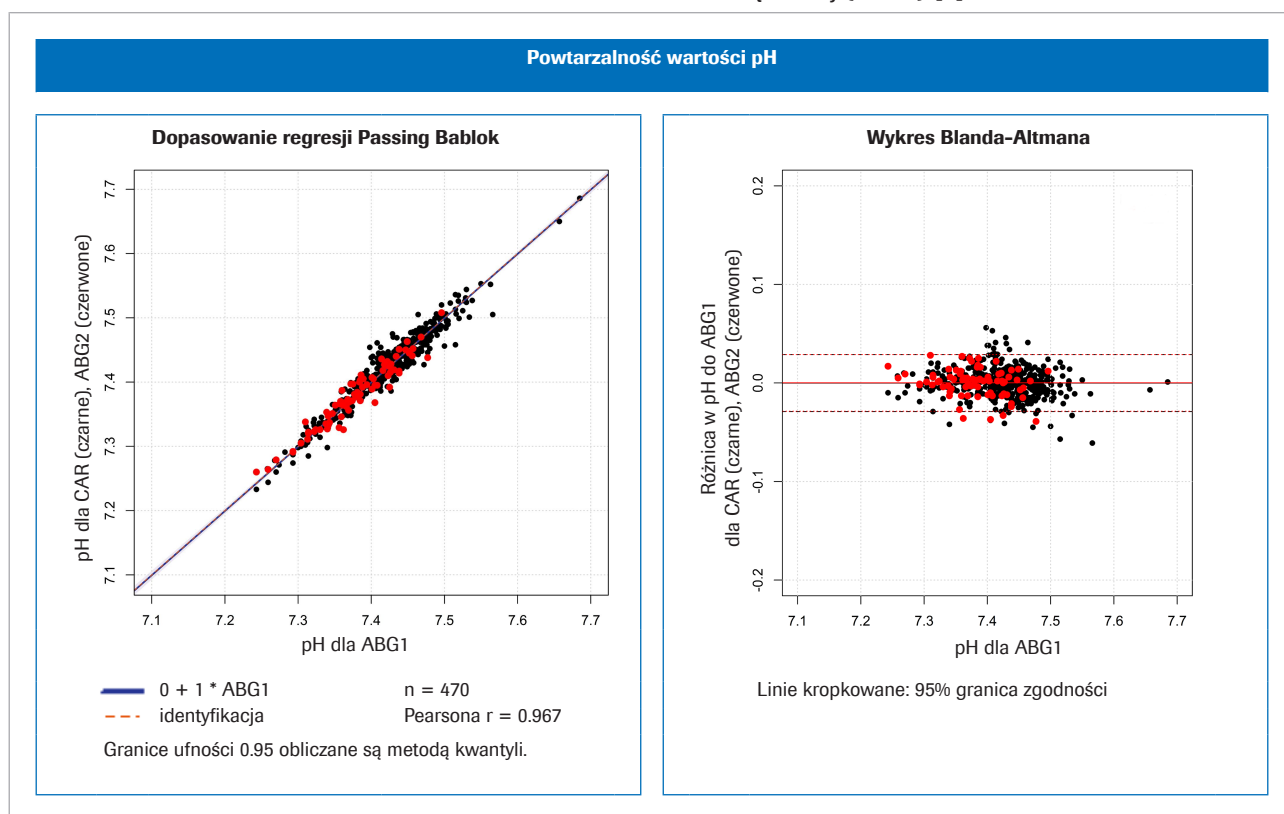 Powtarzalność wartości pH
Dopasowanie regresji Passing Bablok
7.7
7.6
7.5
7.4
7.3
7.2
7.1
pH dla CAR (czarne), ABG2 (czerwone)
7.1 7.2 7.3 7.4 7.5 7.6 7.7
pH dla ABG1
0 + 1 * ABG1 n = 470
identyfikacja Pearsona r = 0.967
Granice ufności 0.95 obliczane są metodą kwantyli.
Wykres Blanda-Altmana
0.2
0.1
0.0
-0.1
-0.2
Różnica w pH do ABG1
dla CAR (czarne), ABG2 (czerwone)
7.1 7.2 7.3 7.4 7.5 7.6 7.7
pH dla ABG1
Linie kropkowane: 95% granica zgodności